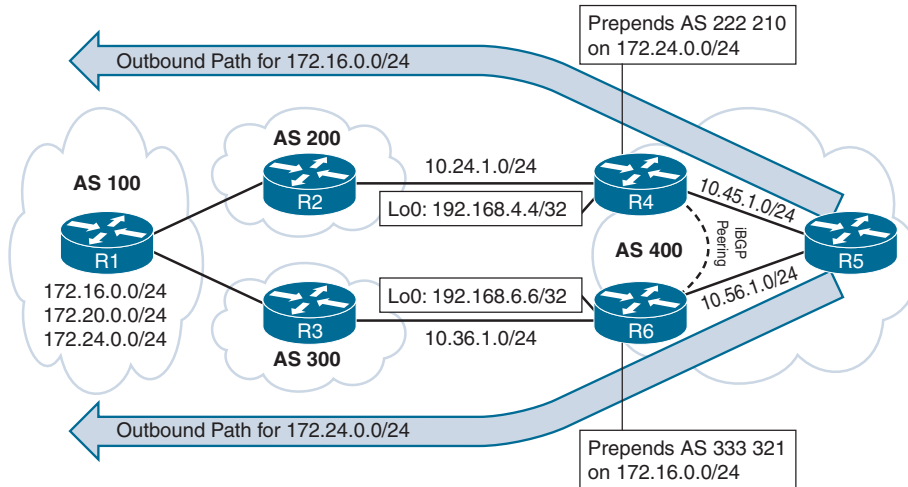 Prepends AS 222 210
on 172.24.0.0/24
Outbound Path for 172.16.0.0/24
AS 200
AS 100
10.24.1.0/24
R2
R4
10.45.1.0/24
Lo0: 192.168.4.4/32
iBGP
Peering
R1
AS 400
R5
172.16.0.0/24
172.20.0.0/24
172.24.0.0/24
Lo0: 192.168.6.6/32
10.56.1.0/24
R3
R6
AS 300
10.36.1.0/24
Outbound Path for 172.24.0.0/24
Prepends AS 333 321
on 172.16.0.0/24